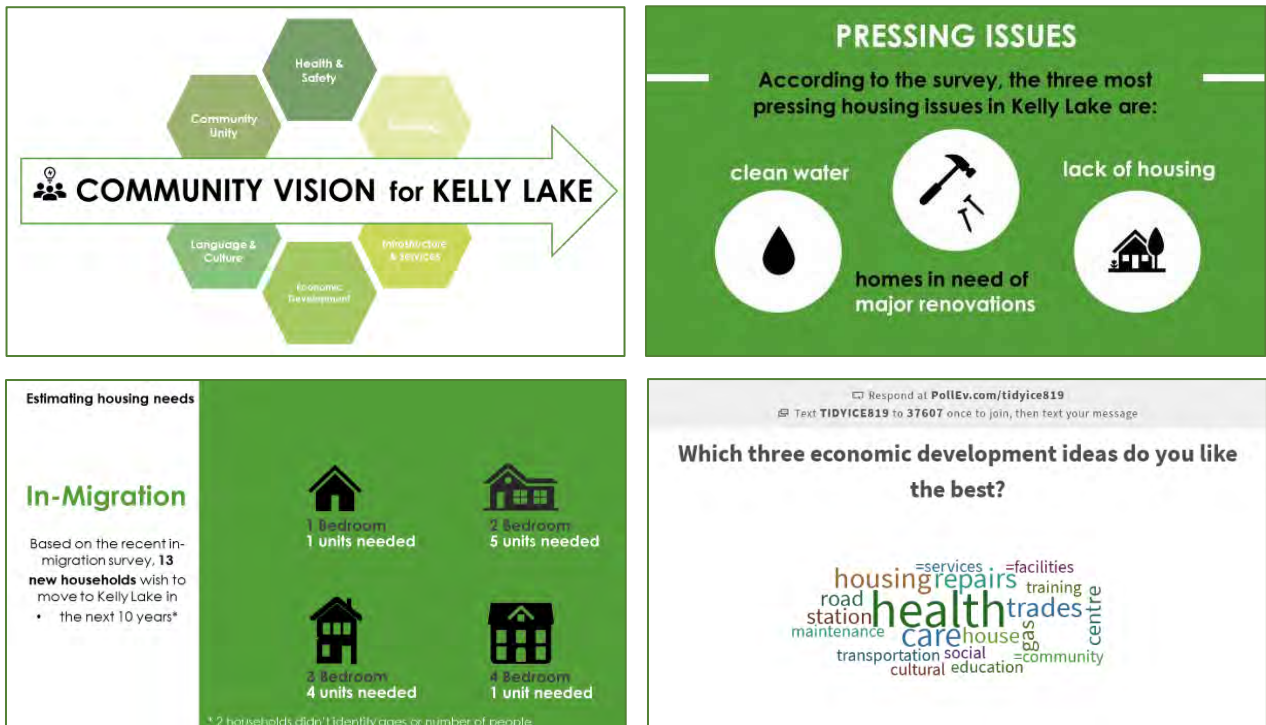 Health &
Safety
Community
Unity
COMMUNITY VISION for KELLY LAKE
Language &
Culture
Infrastructure
& services
Economic
Development
PRESSING ISSUES
According to the survey, the three most
pressing housing issues in Kelly Lake are:
clean water
lack of housing
homes in need of
major renovations
Estimating housing needs
In-Migration
Based on the recent in-
migration survey, 13
new households wish to
move to Kelly Lake in
• the next 10 years*
1 Bedroom
1 units needed
2 Bedroom
5 units needed
3 Bedroom
4 units needed
4 Bedroom
1 unit needed
* 2 households didn't identify ages or number of people
Respond at PollEv.com/tidyice819
Text TIDYICE819 to 37607 once to join, then text your message
Which three economic development ideas do you like
the best?
=services =facilities
housing repairs training
road health trades centre
station
maintenance care house gas
transportation social =community
cultural education